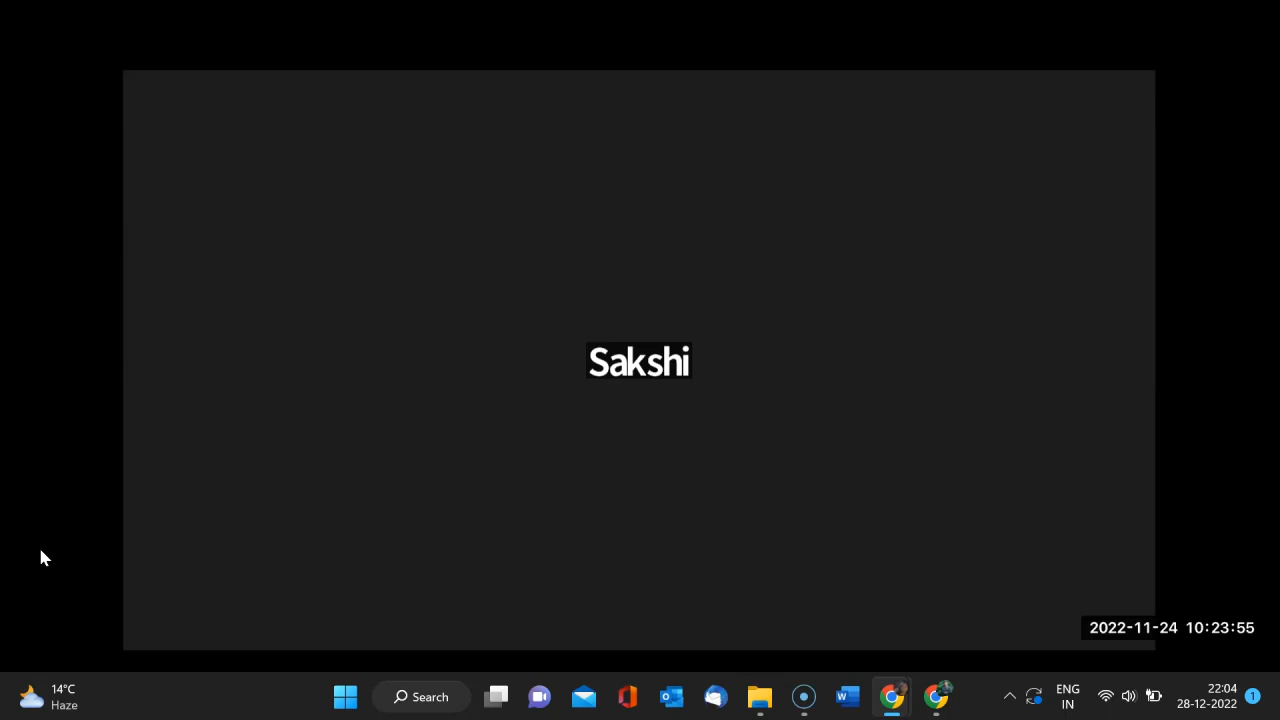 Sakshi
2022-11-24 10:23:55
14°C
Haze
Search
ENG
IN
22:04
28-12-2022
1